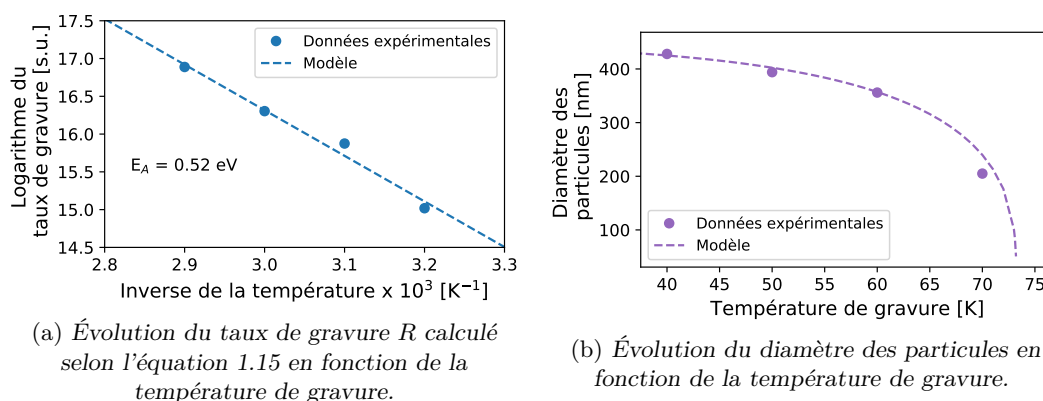 17.5
17.0
16.5
16.0
15.5
15.0
14.5
Logarithme du
taux de gravure [s.u.]
Données expérimentales
Modèle
E_A = 0.52 eV
2.8 2.9 3.0 3.1 3.2 3.3
Inverse de la température x 10³ [K⁻¹]
(a) Évolution du taux de gravure R calculé
selon l'équation 1.15 en fonction de la
température de gravure.
400
300
200
100
Diamètre des
particules [nm]
Données expérimentales
Modèle
40 45 50 55 60 65 70 75
Température de gravure [K]
(b) Évolution du diamètre des particules en
fonction de la température de gravure.